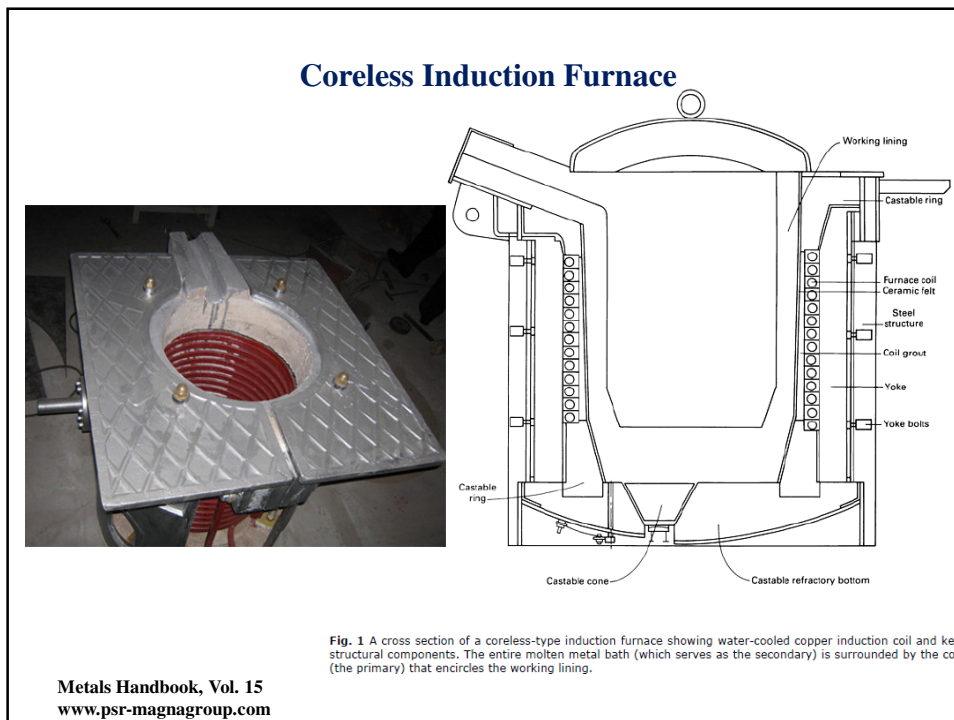 Coreless Induction Furnace
Working lining
Castable ring
Furnace coil
Ceramic felt
Steel
structure
Coil grout
Yoke
Yoke bolts
Castable
ring
Castable cone
Castable refractory bottom
Fig. 1 A cross section of a coreless-type induction furnace showing water-cooled copper induction coil and ke
structural components. The entire molten metal bath (which serves as the secondary) is surrounded by the co
(the primary) that encircles the working lining.
Metals Handbook, Vol. 15
www.psr-magnagroup.com